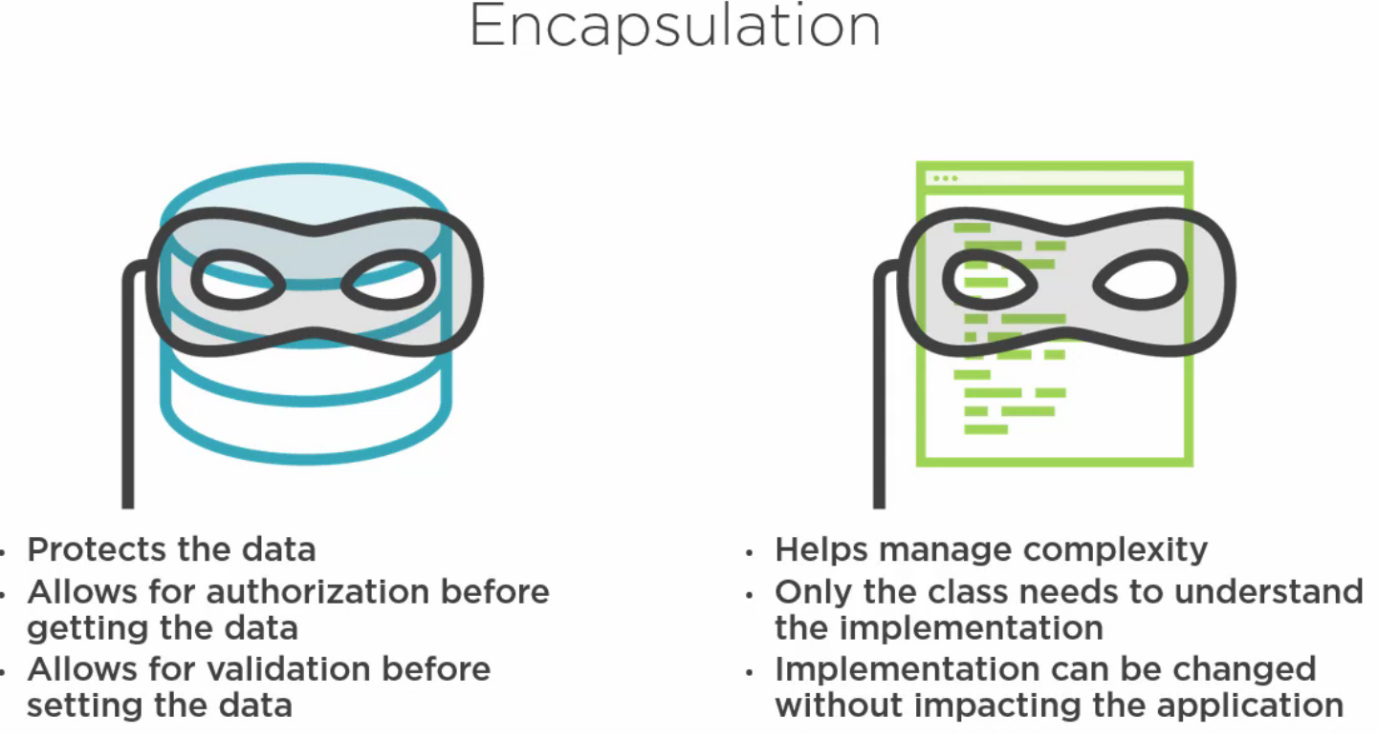 Encapsulation
• Protects the data
• Allows for authorization before
getting the data
• Allows for validation before
setting the data
• Helps manage complexity
• Only the class needs to understand
the implementation
• Implementation can be changed
without impacting the application